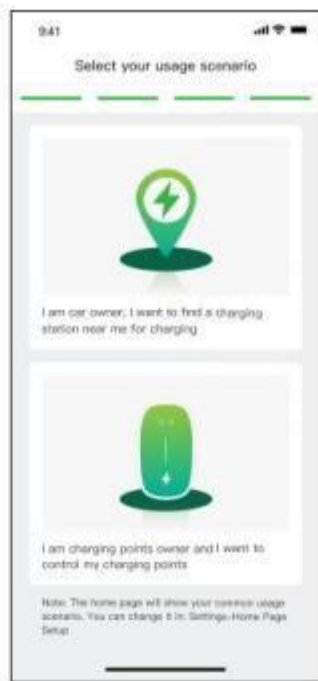 9:41
Select your usage scenario
I am car owner, I want to find a charging
station near me for charging
I am charging points owner and I want to
control my charging points
Note: The home page will show your common usage
scenario. You can change it in: Settings-Home Page
Setup